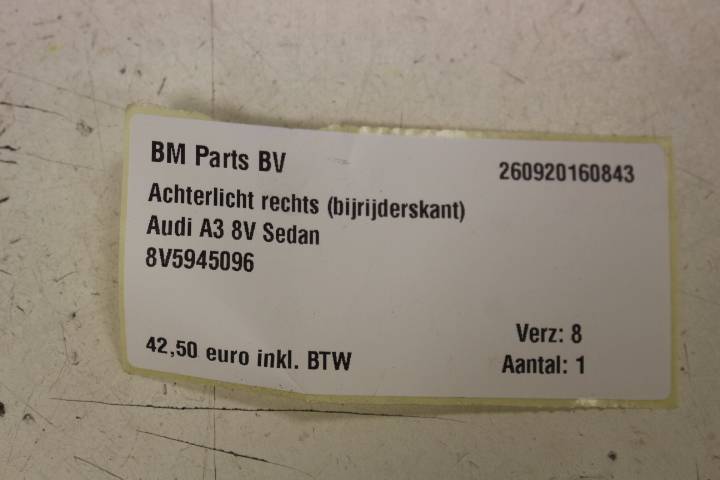 BM Parts BV
260920160843
Achterlicht rechts (bijrijderskant)
Audi A3 8V Sedan
8V5945096
Verz: 8
42,50 euro inkl. BTW
Aantal: 1